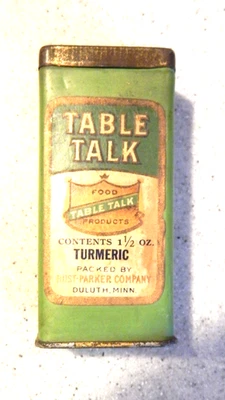 TABLE
TALK
FOOD
TABLE TALK
PRODUCTS
CONTENTS 1½ OZ.
TURMERIC
PACKED BY
-PARKER COMPANY
DULUTH, MINN.